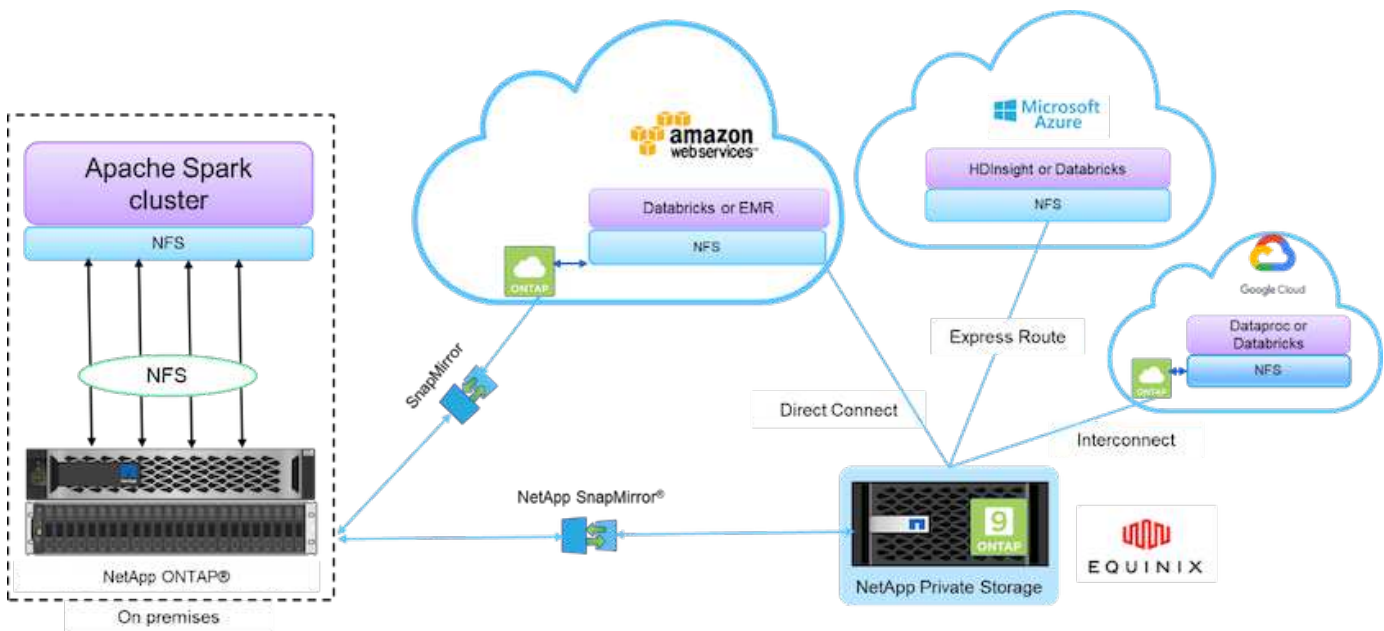 Apache Spark
cluster
NFS
NFS
NetApp ONTAP®
On premises
SnapMirror
NetApp SnapMirror®
amazon
webservices™
Databricks or EMR
NFS
ONTAP
Microsoft
Azure
HDInsight or Databricks
NFS
Google Cloud
Dataproc or
Databricks
NFS
ONTAP
Express Route
Direct Connect
Interconnect
9
ONTAP
NetApp Private Storage
EQUINIX